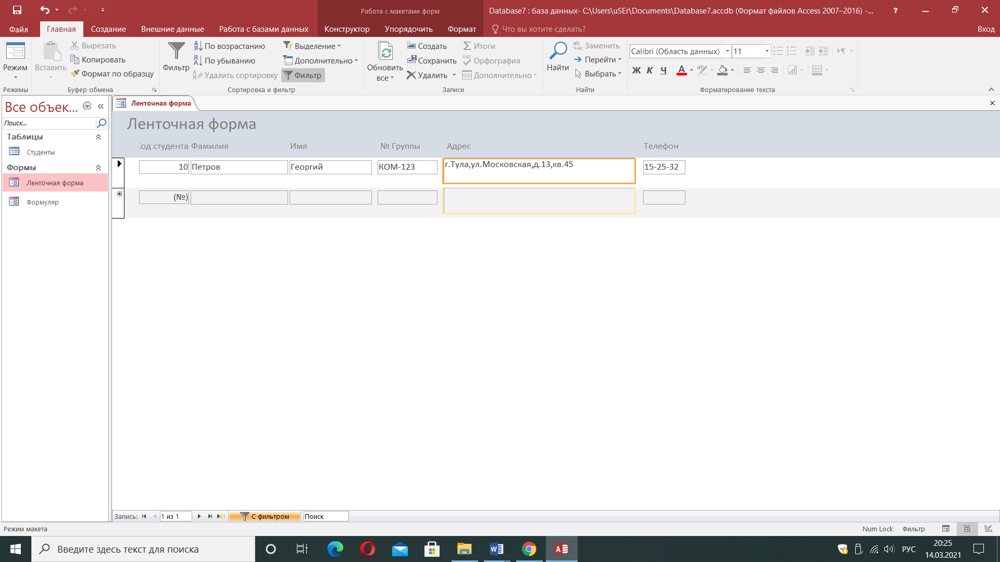 Работа с макетами форм
Database7 : база данных- C:\Users\uSEr\Documents\Database7.accdb (Формат файлов Access 2007–2016) -...
?
Файл
Главная
Создание
Внешние данные
Работа с базами данных
Конструктор
Упорядочить
Формат
Что вы хотите сделать?
Вход
Режим
Режимы
Вставить
Вырезать
Копировать
Формат по образцу
Буфер обмена
Фильтр
По возрастанию
По убыванию
Удалить сортировку
Выделение
Дополнительно
Фильтр
Сортировка и фильтр
Обновить
все
Создать
Сохранить
Удалить
Итоги
Орфография
Дополнительно
Записи
Найти
Заменить
Перейти
Выбрать
Найти
Calibri (Область данных)
11
Ж К Ч
А
Форматирование текста
Все объек...
Поиск...
Таблицы
Студенты
Формы
Ленточная форма
Формуляр
Ленточная форма
Ленточная форма
Код студента Фамилия Имя № Группы Адрес Телефон
10 Петров Георгий КОМ-123 г.Тула,ул.Московская,д.13,кв.45 15-25-32
(№)
Запись:
1 из 1
С фильтром
Поиск
Режим макета
Num Lock
Фильтр
Введите здесь текст для поиска
РУС
20:25
14.03.2021